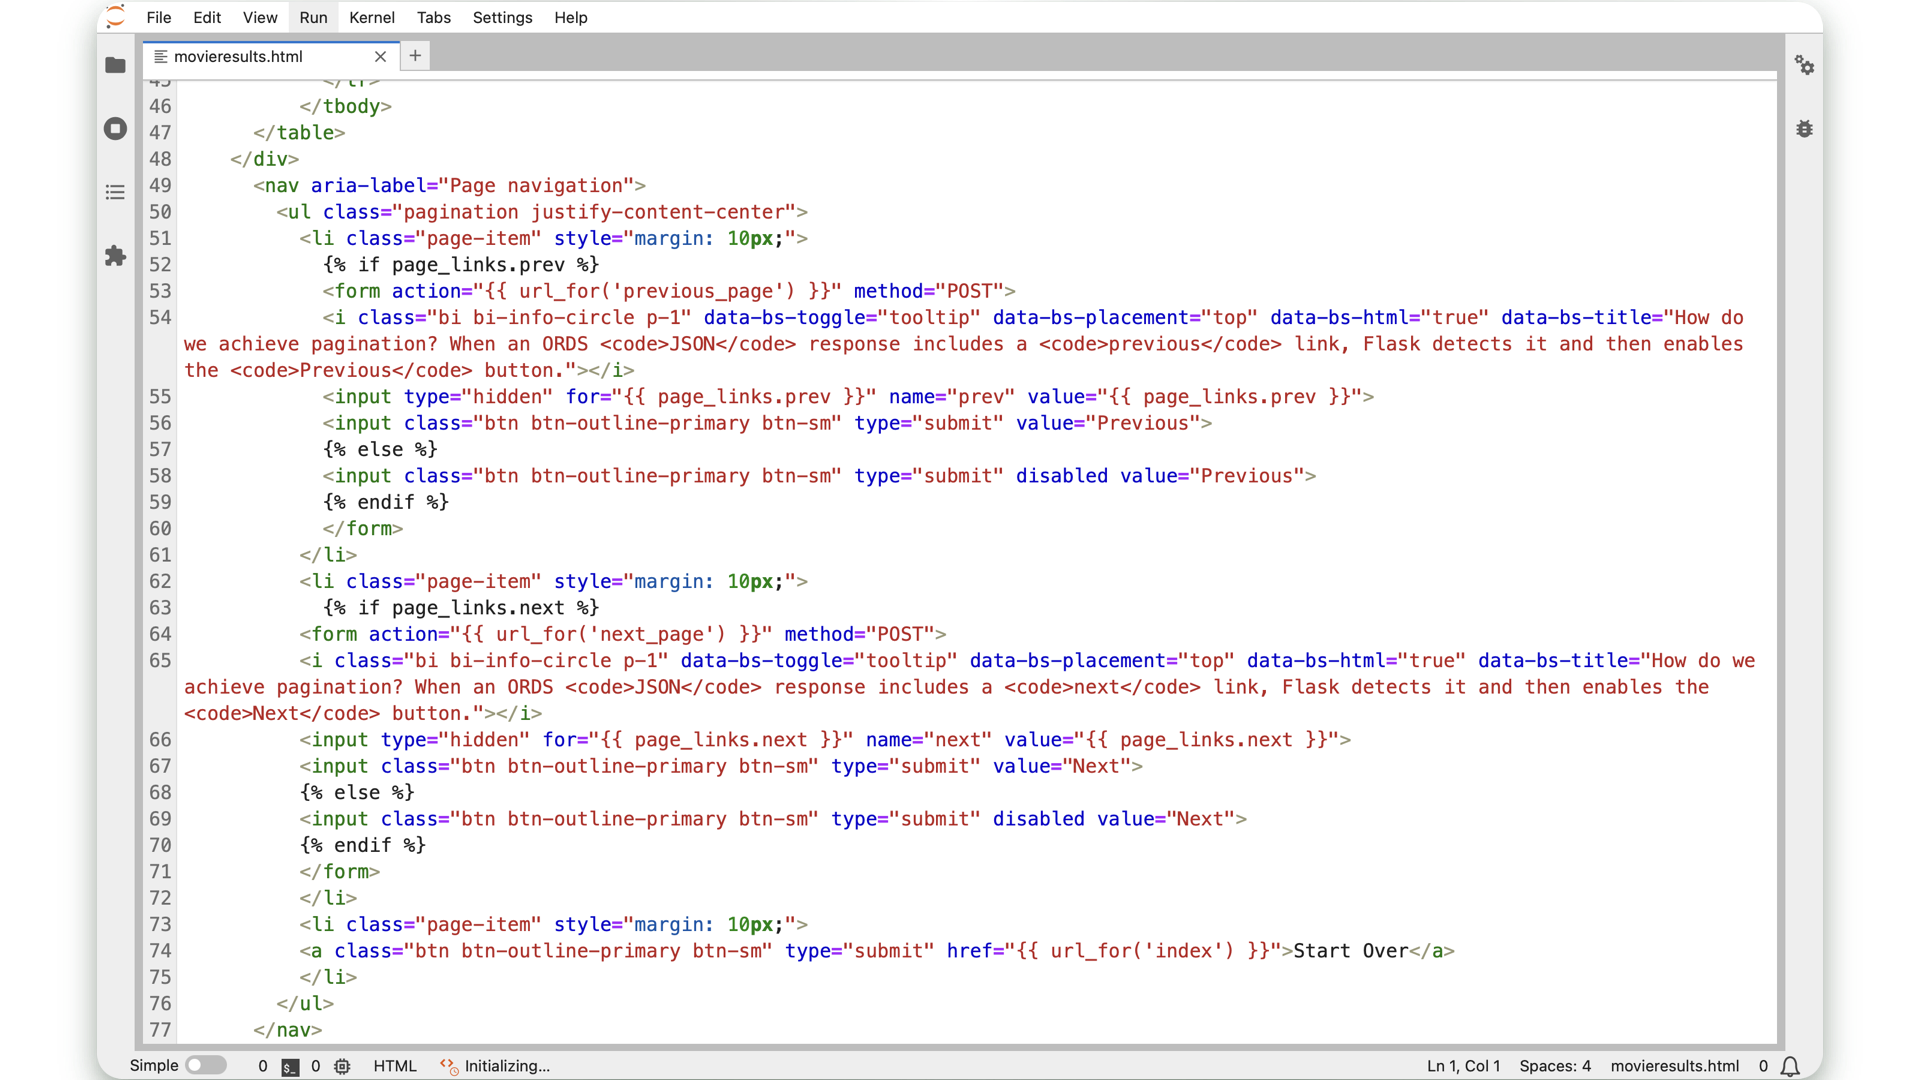 File Edit View Run Kernel Tabs Settings Help
movieresults.html
45 </tr>
46 </tbody>
47 </table>
48 </div>
49 <nav aria-label="Page navigation">
50 <ul class="pagination justify-content-center">
51 <li class="page-item" style="margin: 10px;">
52 {% if page_links.prev %}
53 <form action="{{ url_for('previous_page') }}" method="POST">
54 <i class="bi bi-info-circle p-1" data-bs-toggle="tooltip" data-bs-placement="top" data-bs-html="true" data-bs-title="How do
we achieve pagination? When an ORDS <code>JSON</code> response includes a <code>previous</code> link, Flask detects it and then enables
the <code>Previous</code> button."></i>
55 <input type="hidden" for="{{ page_links.prev }}" name="prev" value="{{ page_links.prev }}">
56 <input class="btn btn-outline-primary btn-sm" type="submit" value="Previous">
57 {% else %}
58 <input class="btn btn-outline-primary btn-sm" type="submit" disabled value="Previous">
59 {% endif %}
60 </form>
61 </li>
62 <li class="page-item" style="margin: 10px;">
63 {% if page_links.next %}
64 <form action="{{ url_for('next_page') }}" method="POST">
65 <i class="bi bi-info-circle p-1" data-bs-toggle="tooltip" data-bs-placement="top" data-bs-html="true" data-bs-title="How do we
achieve pagination? When an ORDS <code>JSON</code> response includes a <code>next</code> link, Flask detects it and then enables the
<code>Next</code> button."></i>
66 <input type="hidden" for="{{ page_links.next }}" name="next" value="{{ page_links.next }}">
67 <input class="btn btn-outline-primary btn-sm" type="submit" value="Next">
68 {% else %}
69 <input class="btn btn-outline-primary btn-sm" type="submit" disabled value="Next">
70 {% endif %}
71 </form>
72 </li>
73 <li class="page-item" style="margin: 10px;">
74 <a class="btn btn-outline-primary btn-sm" type="submit" href="{{ url_for('index') }}">Start Over</a>
75 </li>
76 </ul>
77 </nav>
Simple 0 $_ 0 HTML Initializing... Ln 1, Col 1 Spaces: 4 movieresults.html 0